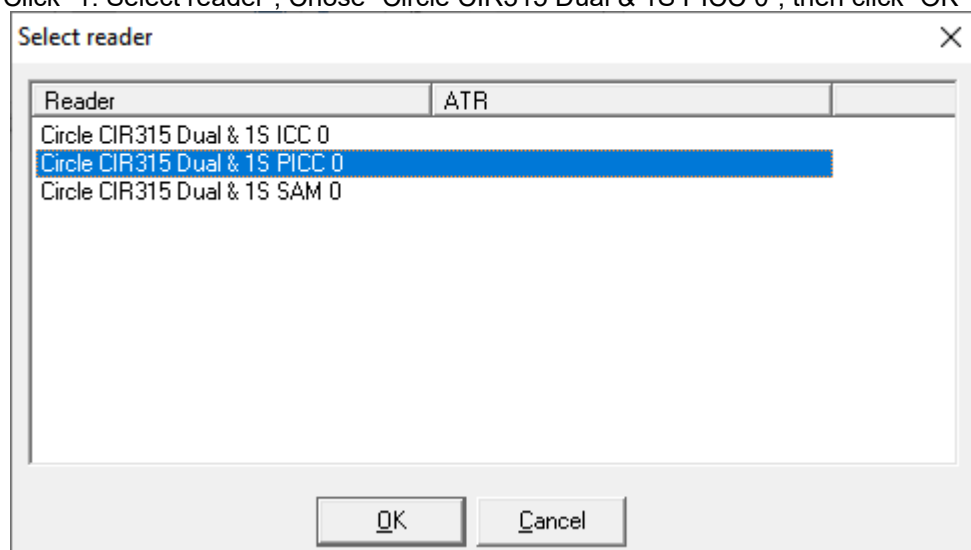 Click "1. Select reader", Chose "Circle CIR315 Dual & 1S PICC 0", then click "OK"
Select reader
Reader ATR
Circle CIR315 Dual & 1S ICC 0
Circle CIR315 Dual & 1S PICC 0
Circle CIR315 Dual & 1S SAM 0
OK Cancel